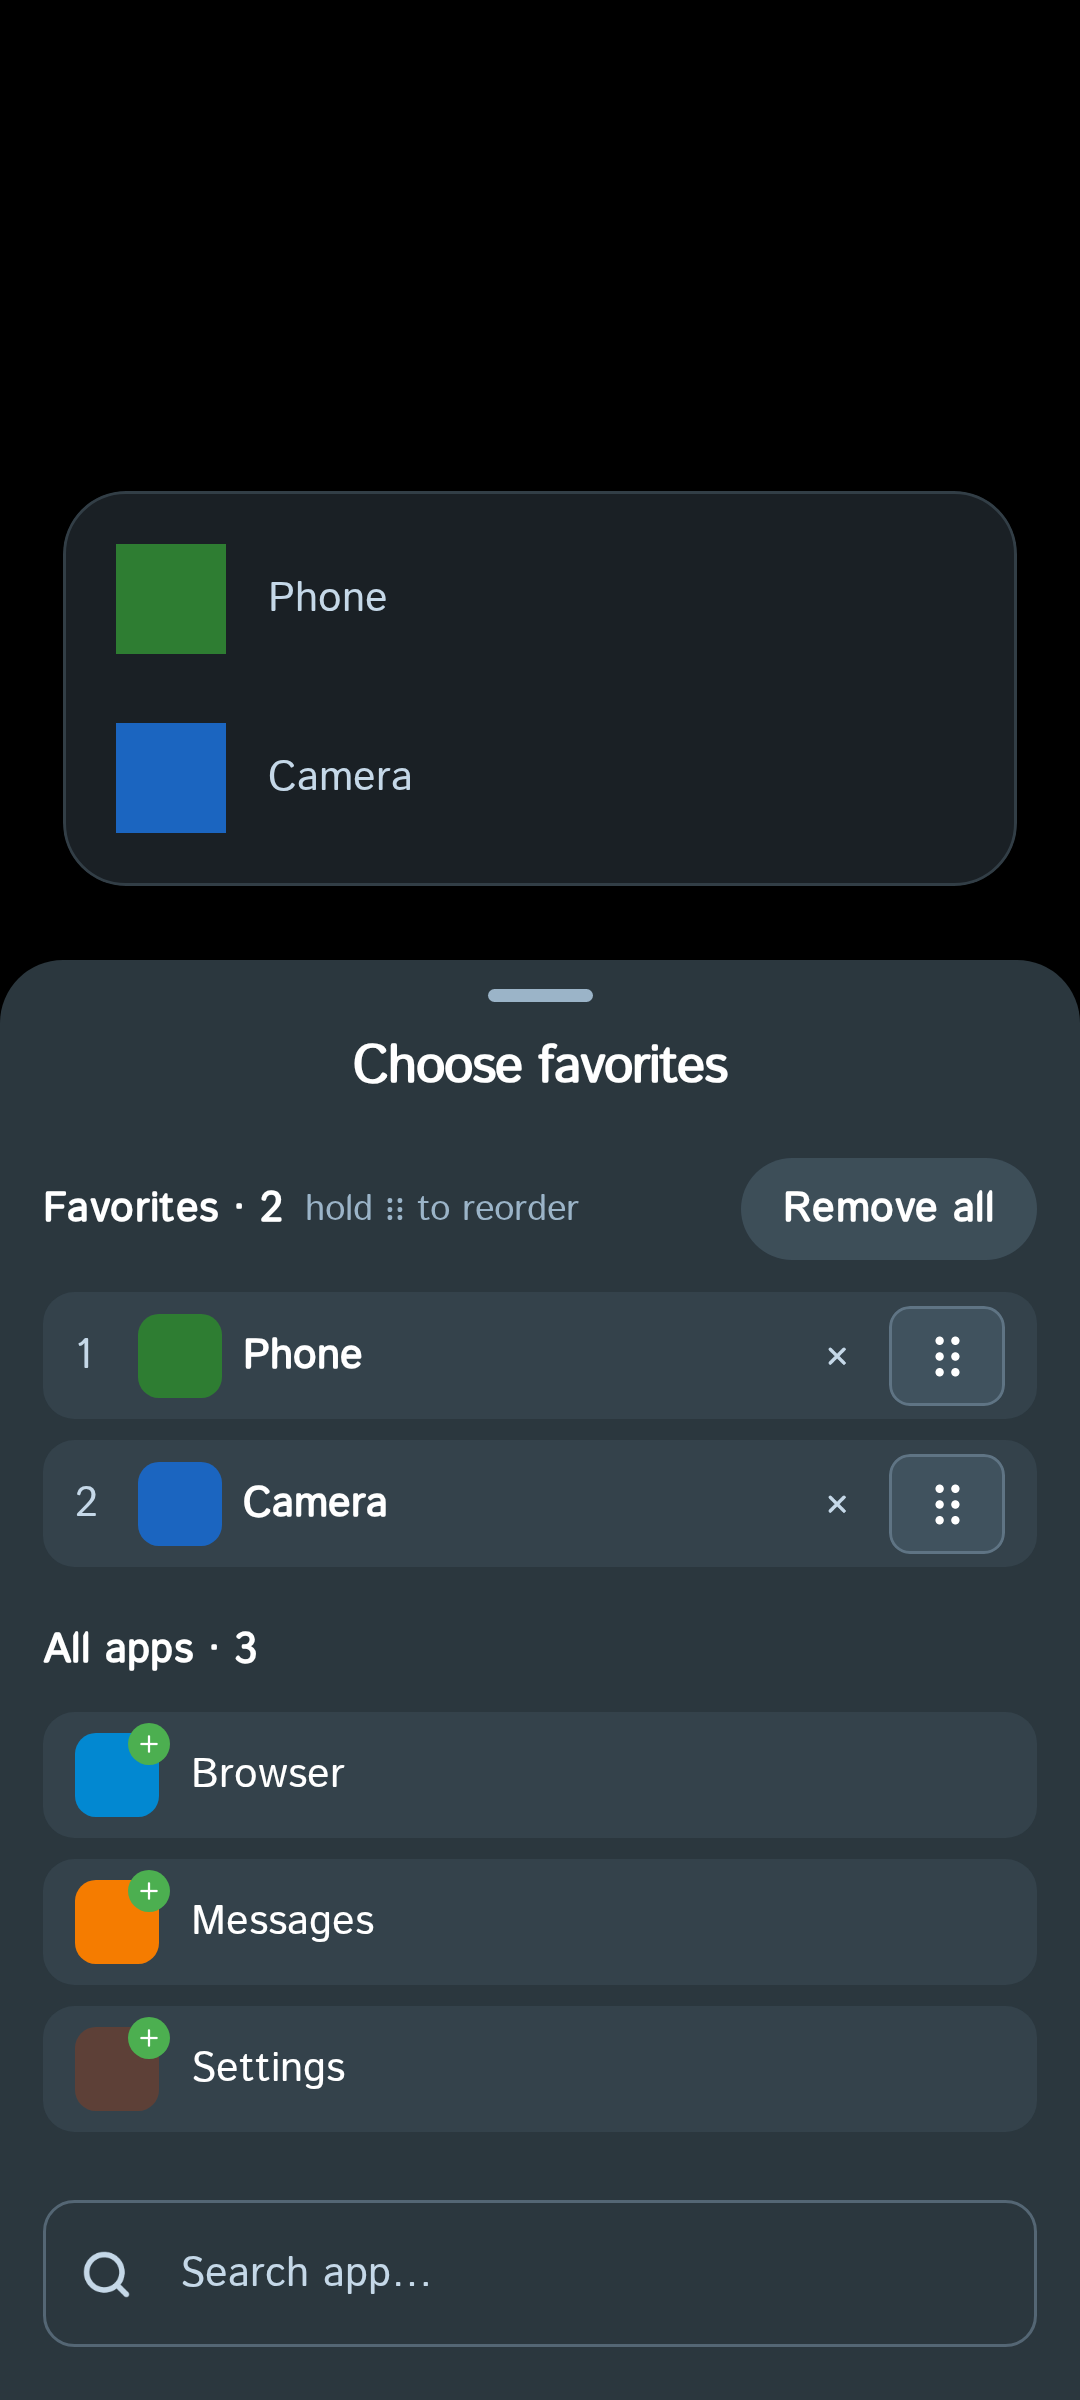 Phone
Camera
Choose favorites
Favorites · 2 hold ⠿ to reorder
Remove all
1 Phone ×
2 Camera ×
All apps · 3
+ Browser
+ Messages
+ Settings
Search app...